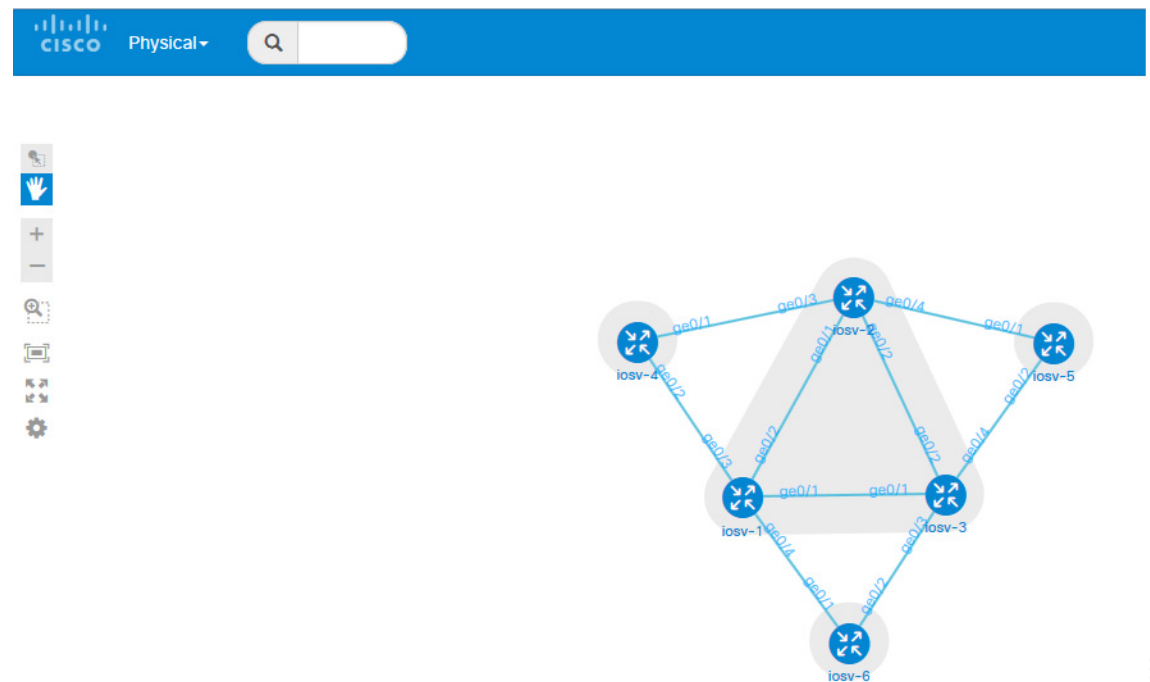 CISCO Physical
ge0/3 ge0/4
ge0/1 ge0/1
iosv-2
ge0/1 ge0/2
iosv-4 iosv-5
ge0/2 ge0/2
ge0/3 ge0/2 ge0/2 ge0/4
ge0/1 ge0/1
iosv-1 iosv-3
ge0/4 ge0/3
ge0/1 ge0/2
iosv-6